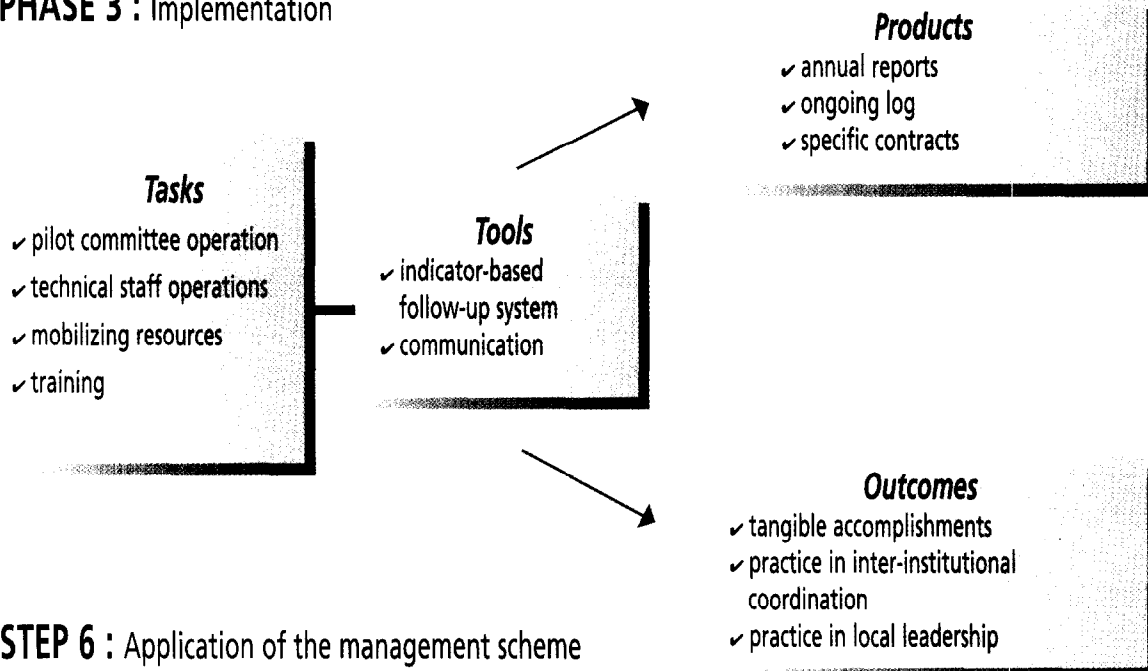 PHASE 3 : Implementation
Tasks
✓ pilot committee operation
✓ technical staff operations
✓ mobilizing resources
✓ training
Tools
✓ indicator-based
follow-up system
✓ communication
Products
✓ annual reports
✓ ongoing log
✓ specific contracts
Outcomes
✓ tangible accomplishments
✓ practice in inter-institutional
coordination
✓ practice in local leadership
STEP 6 : Application of the management scheme